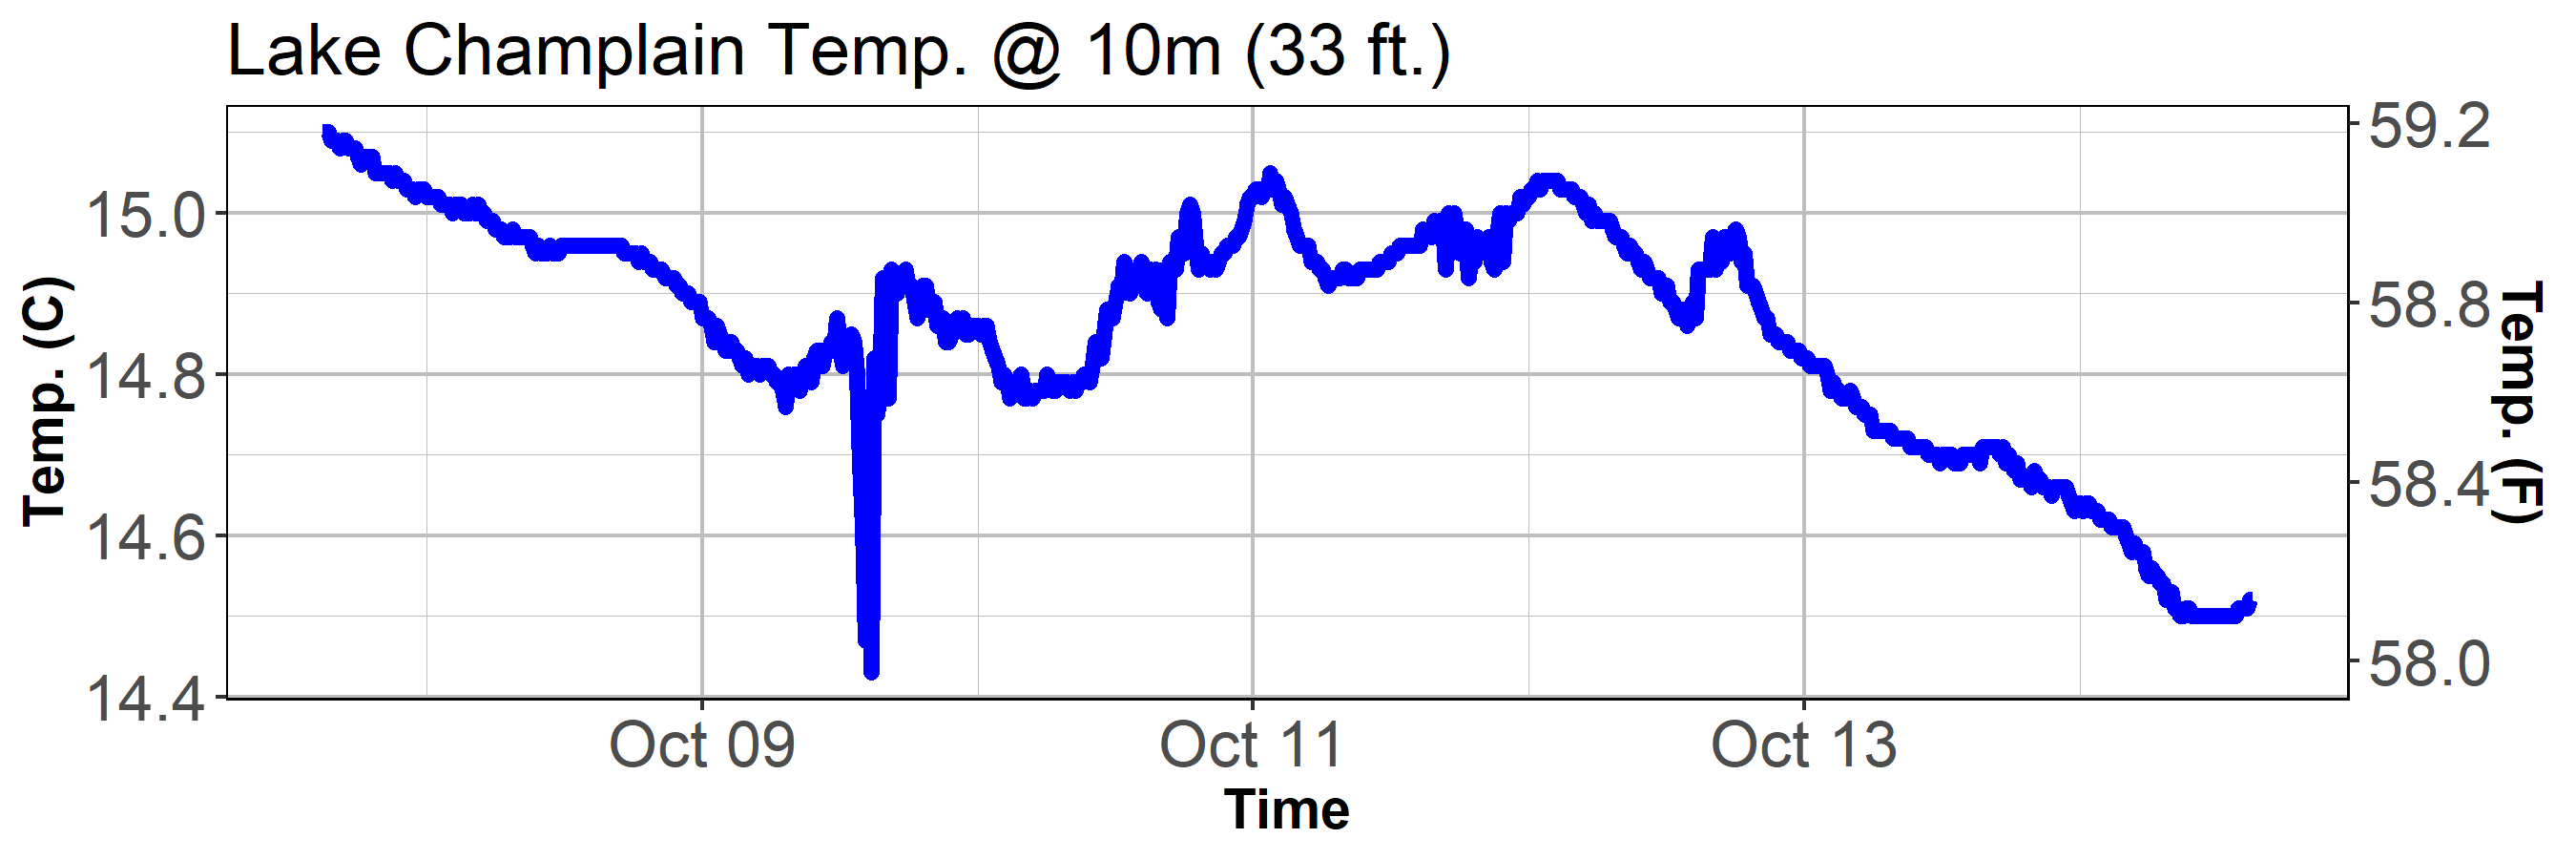 Lake Champlain Temp. @ 10m (33 ft.)
Temp. (C)
15.0
14.8
14.6
14.4
59.2
58.8
58.4
58.0
Temp. (F)
Oct 09 Oct 11 Oct 13
Time